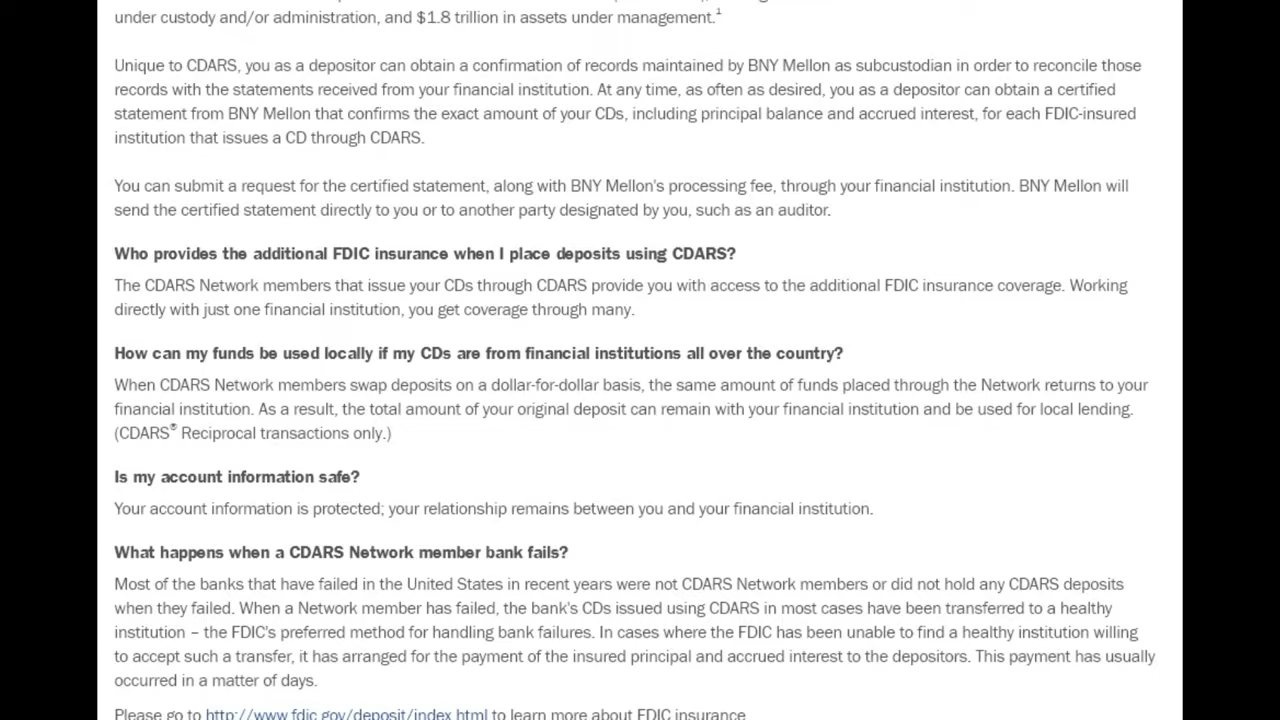 under custody and/or administration, and $1.8 trillion in assets under management.¹
Unique to CDARS, you as a depositor can obtain a confirmation of records maintained by BNY Mellon as subcustodian in order to reconcile those
records with the statements received from your financial institution. At any time, as often as desired, you as a depositor can obtain a certified
statement from BNY Mellon that confirms the exact amount of your CDs, including principal balance and accrued interest, for each FDIC-insured
institution that issues a CD through CDARS.
You can submit a request for the certified statement, along with BNY Mellon's processing fee, through your financial institution. BNY Mellon will
send the certified statement directly to you or to another party designated by you, such as an auditor.
Who provides the additional FDIC insurance when I place deposits using CDARS?
The CDARS Network members that issue your CDs through CDARS provide you with access to the additional FDIC insurance coverage. Working
directly with just one financial institution, you get coverage through many.
How can my funds be used locally if my CDs are from financial institutions all over the country?
When CDARS Network members swap deposits on a dollar-for-dollar basis, the same amount of funds placed through the Network returns to your
financial institution. As a result, the total amount of your original deposit can remain with your financial institution and be used for local lending.
(CDARS® Reciprocal transactions only.)
Is my account information safe?
Your account information is protected; your relationship remains between you and your financial institution.
What happens when a CDARS Network member bank fails?
Most of the banks that have failed in the United States in recent years were not CDARS Network members or did not hold any CDARS deposits
when they failed. When a Network member has failed, the bank's CDs issued using CDARS in most cases have been transferred to a healthy
institution – the FDIC's preferred method for handling bank failures. In cases where the FDIC has been unable to find a healthy institution willing
to accept such a transfer, it has arranged for the payment of the insured principal and accrued interest to the depositors. This payment has usually
occurred in a matter of days.
Please go to http://www.fdic.gov/deposit/index.html to learn more about FDIC insurance